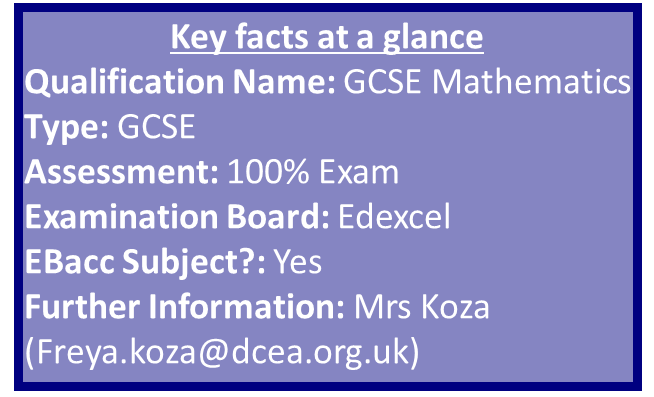 Key facts at a glance
Qualification Name: GCSE Mathematics
Type: GCSE
Assessment: 100% Exam
Examination Board: Edexcel
EBacc Subject?: Yes
Further Information: Mrs Koza
(Freya.koza@dcea.org.uk)